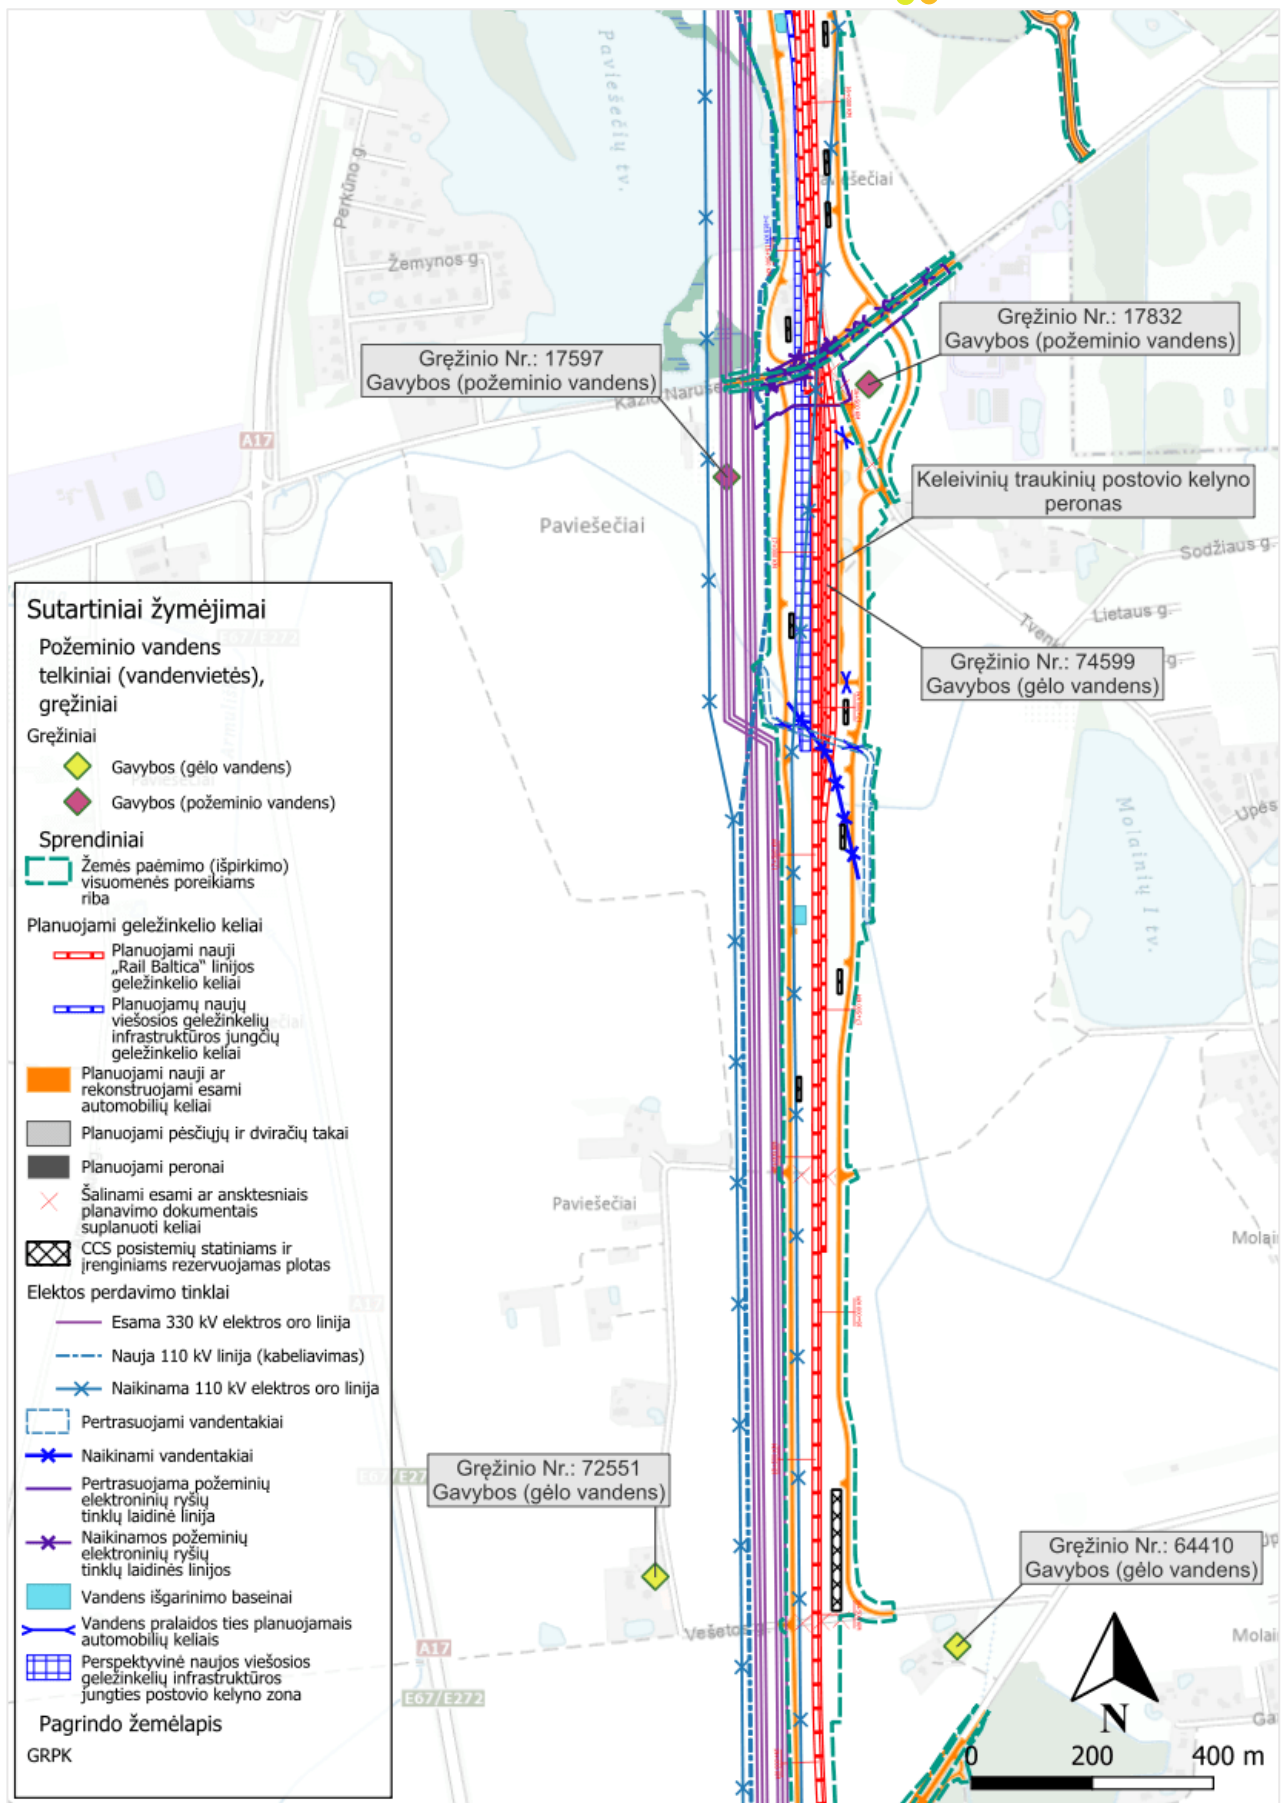 Paviešečių tv.
Perkūno g.
Žemynos g.
Gręžinio Nr.: 17832
Gavybos (požeminio vandens)
Gręžinio Nr.: 17597
Gavybos (požeminio vandens)
A17
Keleivinių traukinių postovio kelyno
peronas
Paviešečiai
Sodžiaus g.
Lietaus g.
Gręžinio Nr.: 74599
Gavybos (gėlo vandens)
Molainių I tv.
Sutartiniai žymėjimai
Požeminio vandens
telkiniai (vandenvietės),
gręžiniai
Gręžiniai
Gavybos (gėlo vandens)
Gavybos (požeminio vandens)
Sprendiniai
Žemės paėmimo (išpirkimo)
visuomenės poreikiams
riba
Planuojami geležinkelio keliai
Planuojami nauji
„Rail Baltica“ linijos
geležinkelio keliai
Planuojamų naujų
viešosios geležinkelių
infrastruktūros jungčių
geležinkelio keliai
Planuojami nauji ar
rekonstruojami esami
automobilių keliai
Planuojami pėsčiųjų ir dviračių takai
Planuojami peronai
Šalinami esami ar ansktesniais
planavimo dokumentais
suplanuoti keliai
CCS posistemių statiniams ir
įrenginiams rezervuojamas plotas
Elektos perdavimo tinklai
Esama 330 kV elektros oro linija
Nauja 110 kV linija (kabeliavimas)
Naikinama 110 kV elektros oro linija
Pertrasuojami vandentakiai
Naikinami vandentakiai
Pertrasuojama požeminių
elektroninių ryšių
tinklų laidinė linija
Naikinamos požeminių
elektroninių ryšių
tinklų laidinės linijos
Vandens išgarinimo baseinai
Vandens pralaidos ties planuojamais
automobilių keliais
Perspektyvinė naujos viešosios
geležinkelių infrastruktūros
jungties postovio kelyno zona
Pagrindo žemėlapis
GRPK
Paviešečiai
Gręžinio Nr.: 72551
Gavybos (gėlo vandens)
Gręžinio Nr.: 64410
Gavybos (gėlo vandens)
A17
E67/E272
N
0 200 400 m